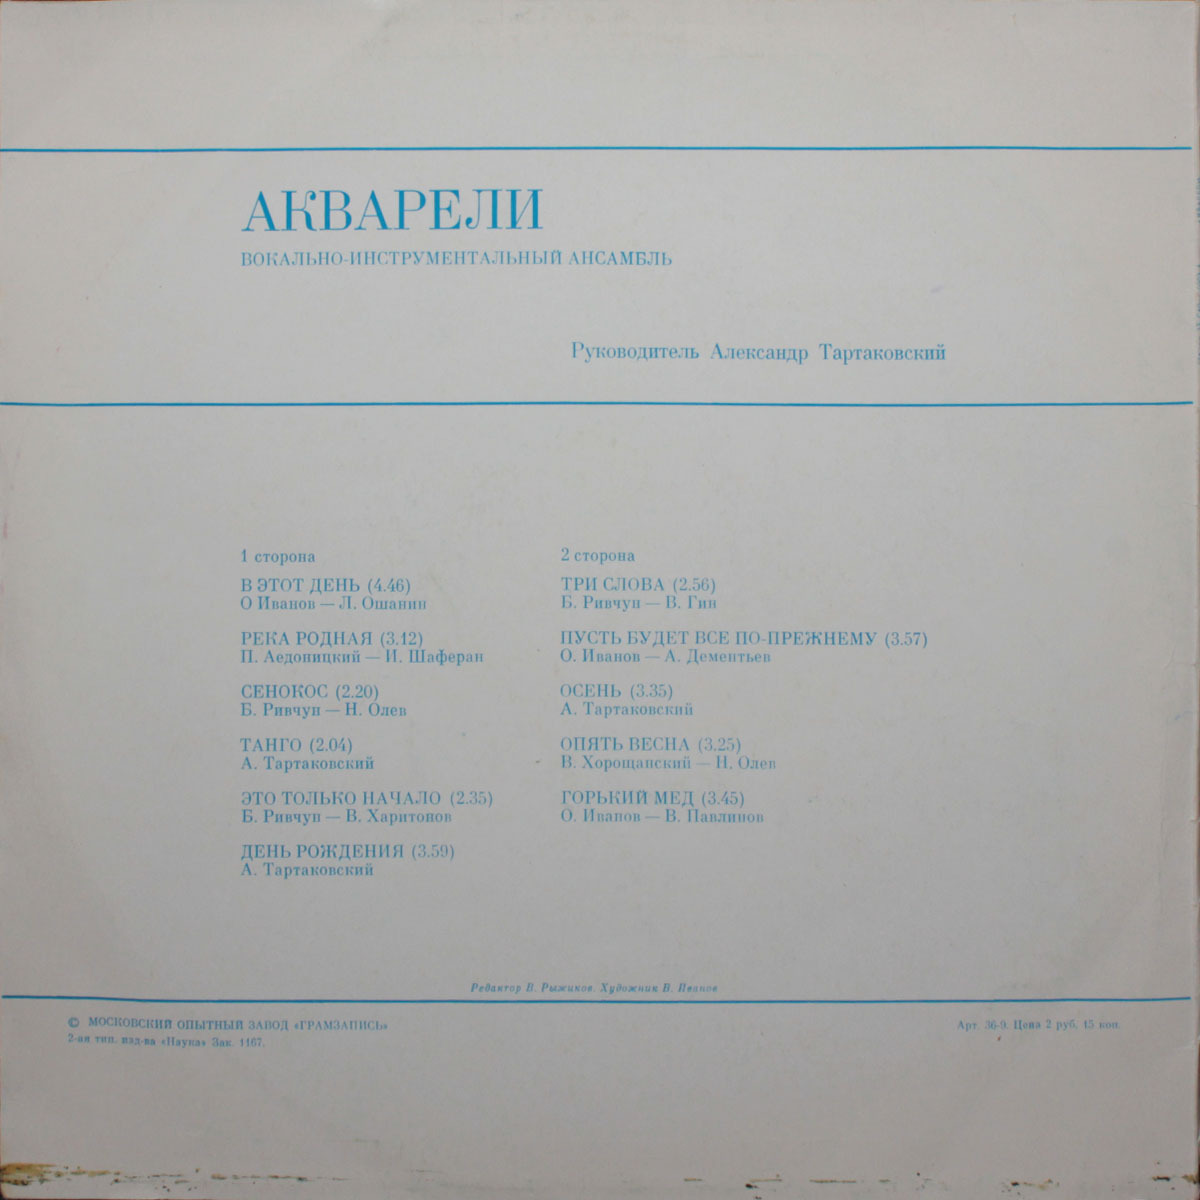 АКВАРЕЛИ
ВОКАЛЬНО-ИНСТРУМЕНТАЛЬНЫЙ АНСАМБЛЬ
Руководитель Александр Тартаковский
1 сторона
В ЭТОТ ДЕНЬ (4.46)
О Иванов — Л. Ошанин
РЕКА РОДНАЯ (3.12)
П. Аедоницкий — И. Шаферан
СЕНОКОС (2.20)
Б. Ривчун — Н. Олев
ТАНГО (2.04)
А. Тартаковский
ЭТО ТОЛЬКО НАЧАЛО (2.35)
Б. Ривчун — В. Харитонов
ДЕНЬ РОЖДЕНИЯ (3.59)
А. Тартаковский
2 сторона
ТРИ СЛОВА (2.56)
Б. Ривчун — В. Гин
ПУСТЬ БУДЕТ ВСЕ ПО-ПРЕЖНЕМУ (3.57)
О. Иванов — А. Дементьев
ОСЕНЬ (3.35)
А. Тартаковский
ОПЯТЬ ВЕСНА (3.25)
В. Хорощанский — Н. Олев
ГОРЬКИЙ МЕД (3.45)
О. Иванов — В. Павлинов
Редактор В. Рыжиков. Художник В. Иванов
© МОСКОВСКИЙ ОПЫТНЫЙ ЗАВОД «ГРАМЗАПИСЬ»
2-ая тип. изд-ва «Наука» Зак. 1167.
Арт. 36-9. Цена 2 руб. 15 коп.